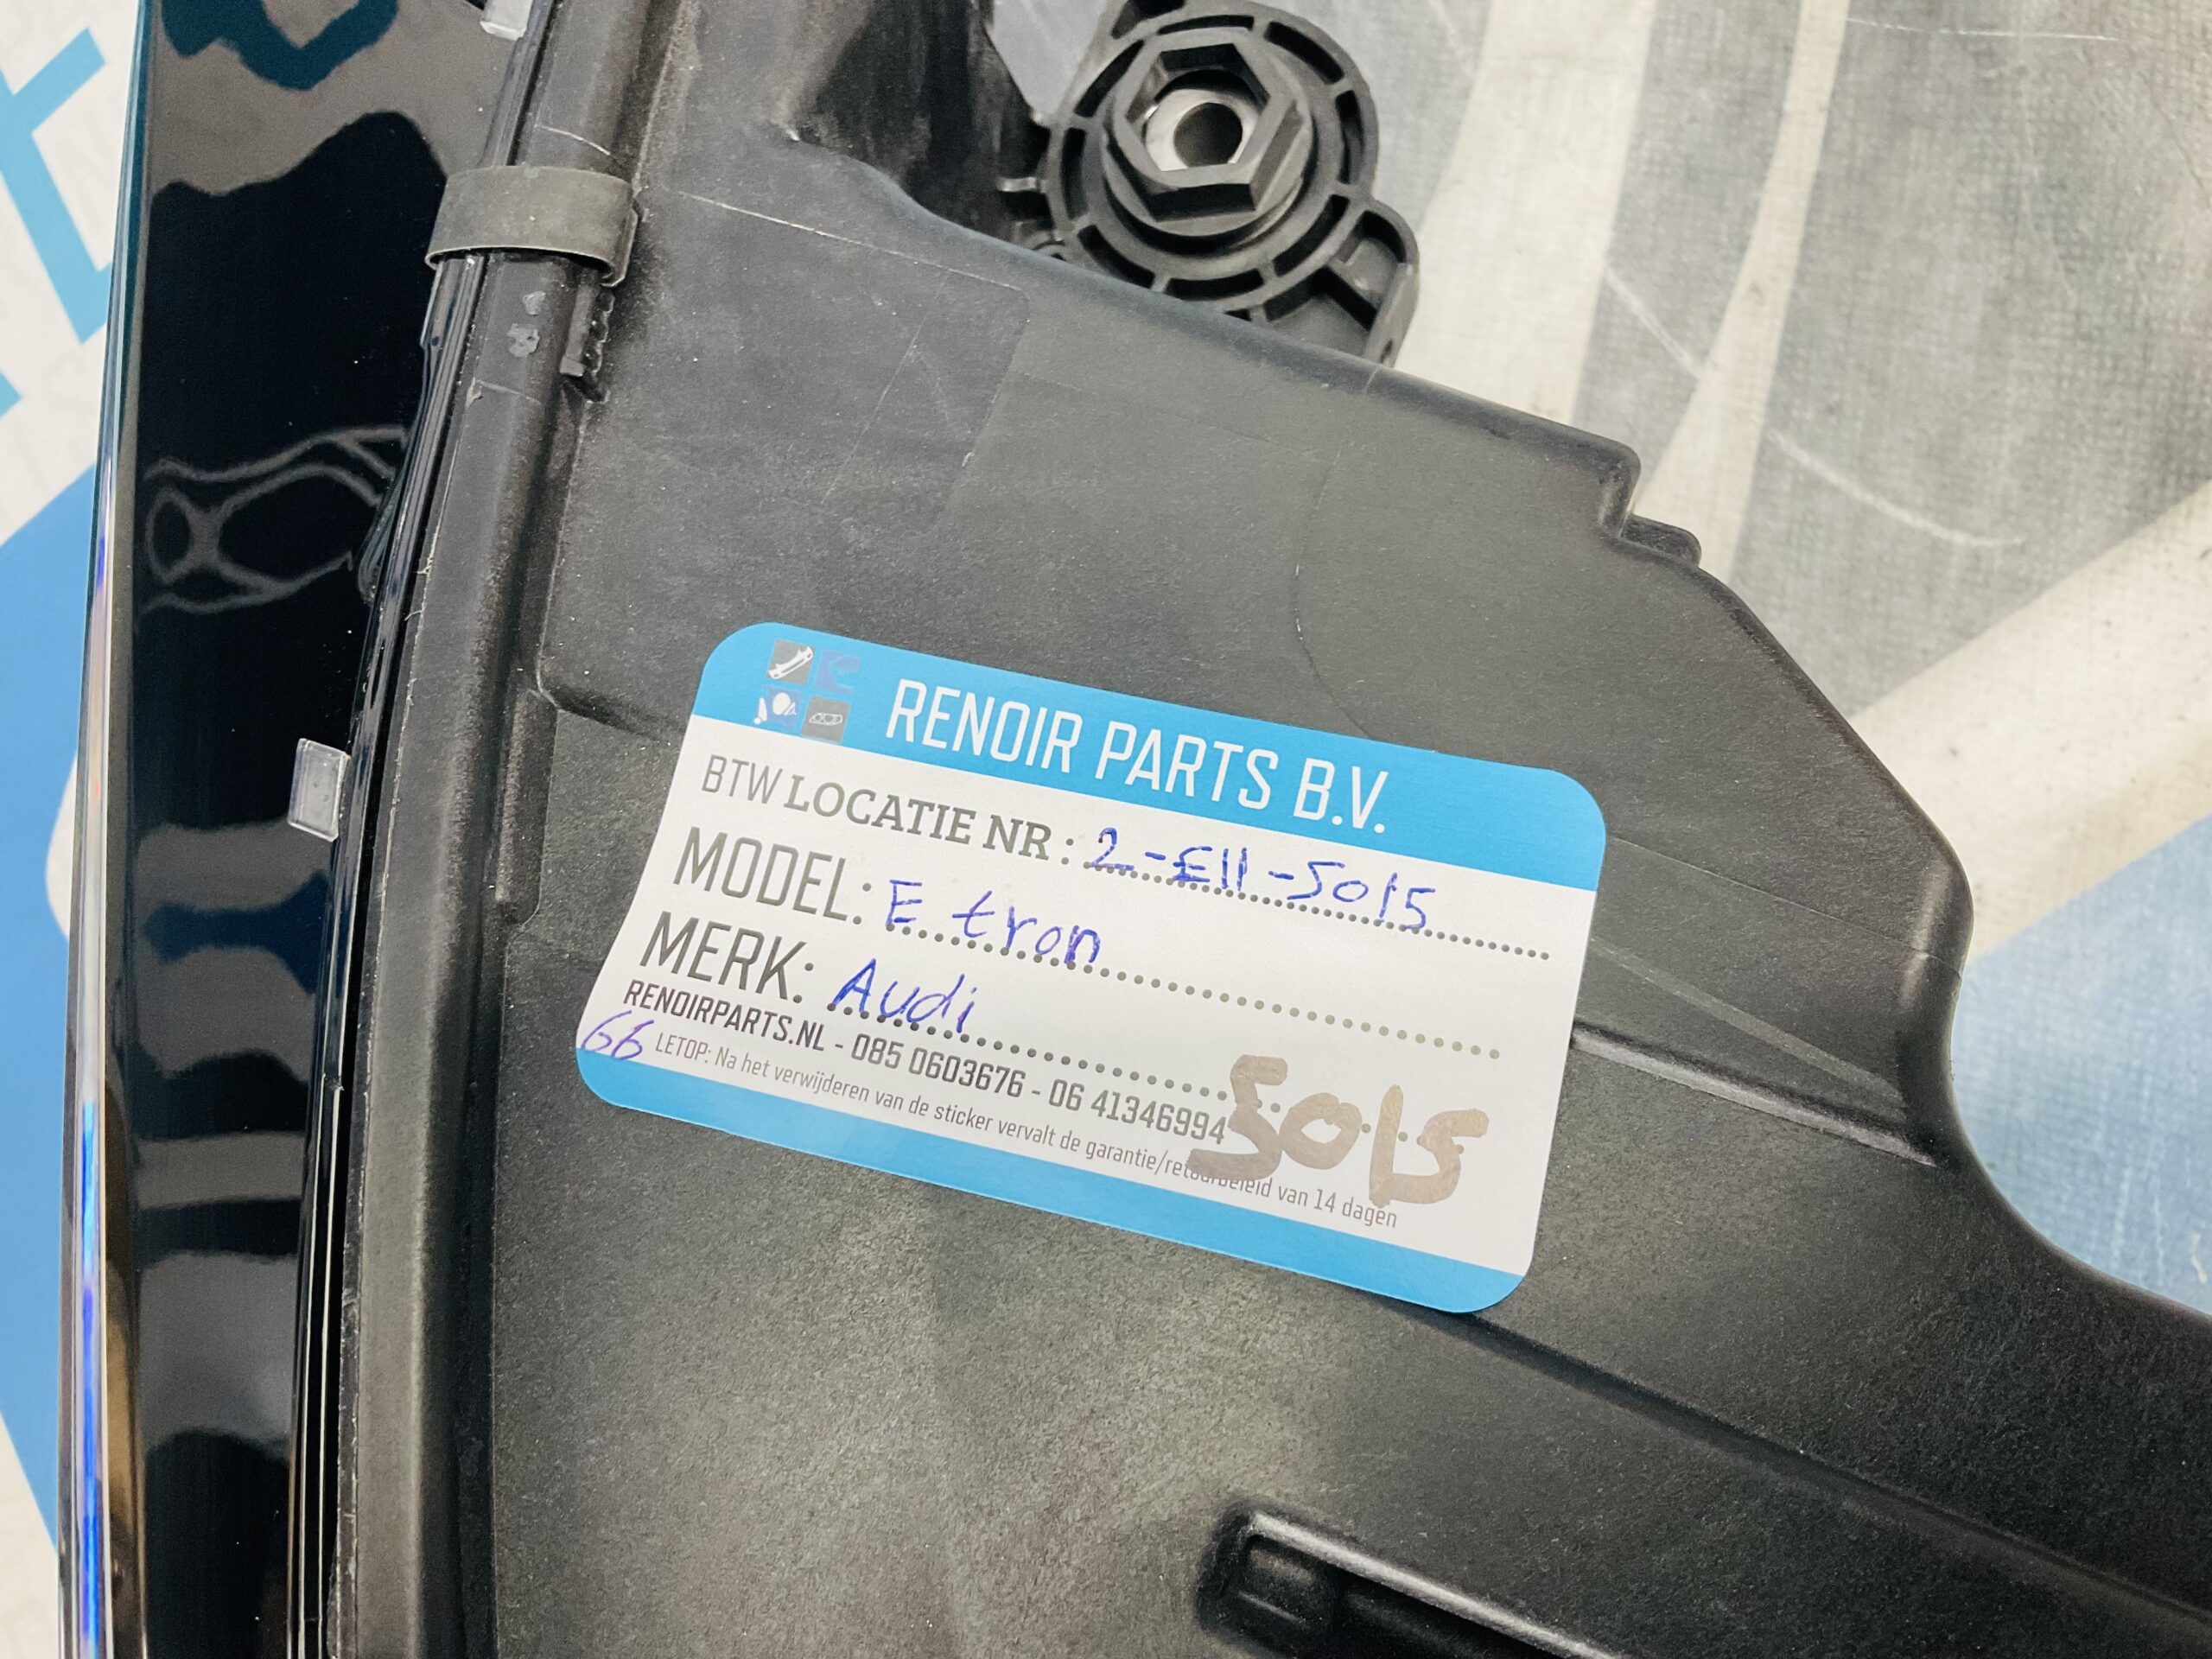 RENOIR PARTS B.V.
BTW LOCATIE NR : 2-E11-5015
MODEL: E tron
MERK: Audi
RENOIRPARTS.NL - 085 0603676 - 06 41346994
66 LETOP: Na het verwijderen van de sticker vervalt de garantie/retourbeleid van 14 dagen
5015